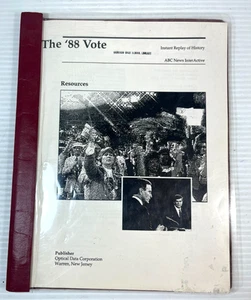 The '88 Vote
Instant Replay of History
ABC News InterActive
Resources
Publisher
Optical Data Corporation
Warren, New Jersey